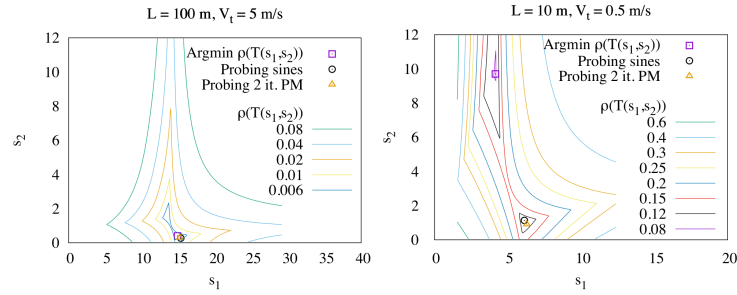 L = 100 m, V_t = 5 m/s
s_2
12
10
8
6
4
2
0
0 5 10 15 20 25 30 35 40
s_1
Argmin ρ(T(s_1,s_2))
Probing sines
Probing 2 it. PM
ρ(T(s_1,s_2))
0.08
0.04
0.02
0.01
0.006
L = 10 m, V_t = 0.5 m/s
s_2
12
10
8
6
4
2
0
0 5 10 15 20
s_1
Argmin ρ(T(s_1,s_2))
Probing sines
Probing 2 it. PM
ρ(T(s_1,s_2))
0.6
0.4
0.3
0.25
0.2
0.15
0.12
0.08